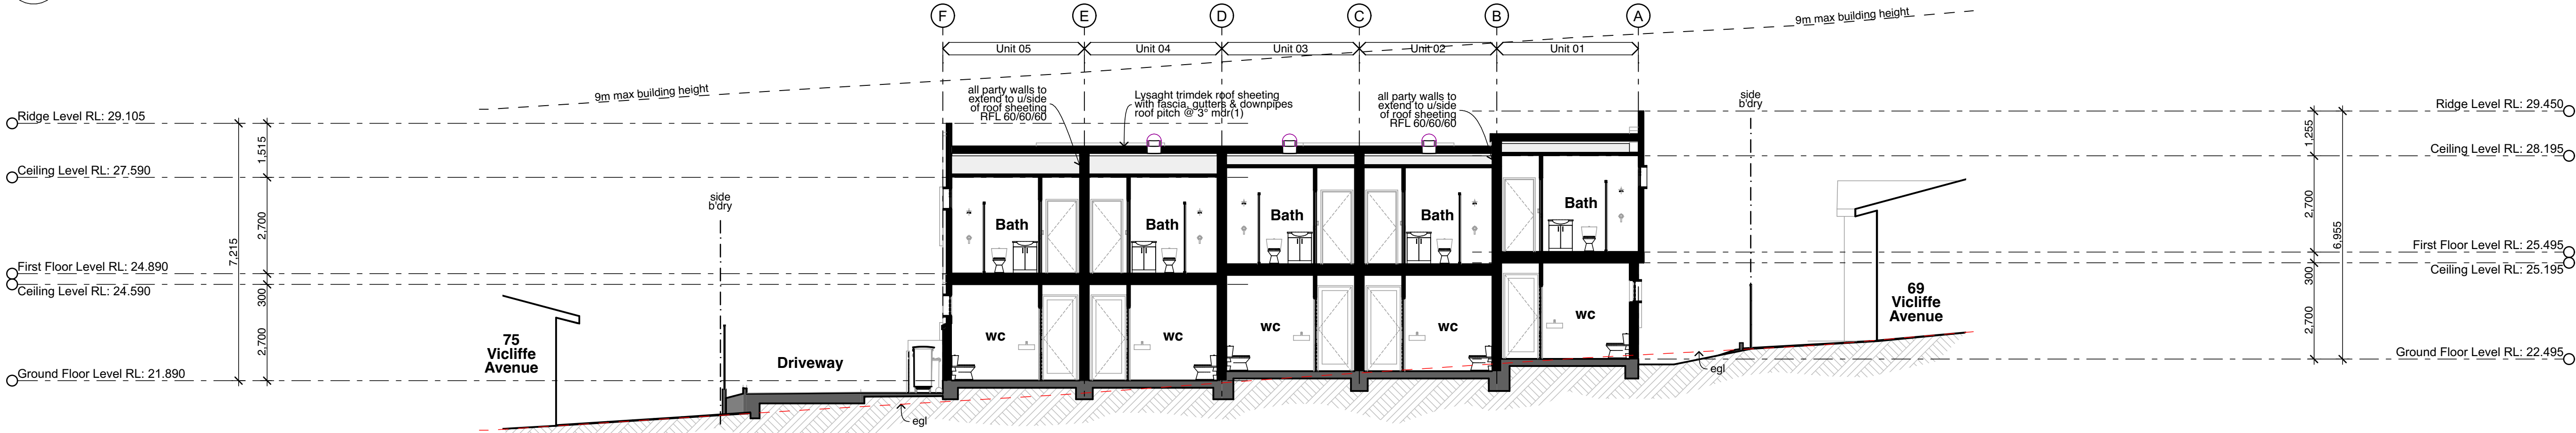 F
E
D
C
B
A
9m max building height
Unit 05
Unit 04
Unit 03
Unit 02
Unit 01
9m max building height
all party walls to
extend to u/side
of roof sheeting
RFL 60/60/60
Lysaght trimdek roof sheeting
with fascia, gutters & downpipes
roof pitch @ 3° mdr(1)
all party walls to
extend to u/side
of roof sheeting
RFL 60/60/60
side
b'dry
Ridge Level RL: 29.105
Ridge Level RL: 29.450
1,515
1,255
Ceiling Level RL: 27.590
Ceiling Level RL: 28.195
side
b'dry
2,700
2,700
7,215
6,955
Bath
Bath
Bath
Bath
Bath
First Floor Level RL: 24.890
First Floor Level RL: 25.495
Ceiling Level RL: 24.590
Ceiling Level RL: 25.195
300
300
2,700
2,700
75
Vicliffe
Avenue
Driveway
wc
wc
wc
wc
wc
69
Vicliffe
Avenue
Ground Floor Level RL: 21.890
Ground Floor Level RL: 22.495
egl
egl